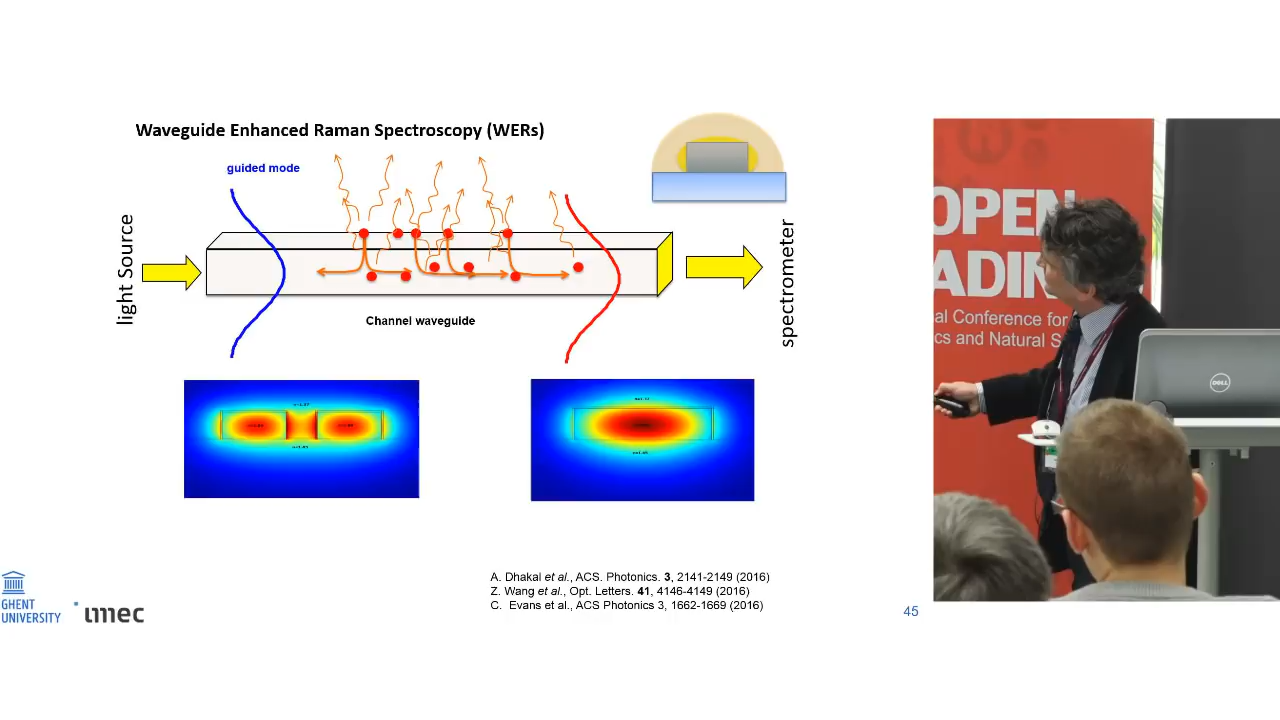 Waveguide Enhanced Raman Spectroscopy (WERs)
guided mode
light Source
spectrometer
Channel waveguide
A. Dhakal et al., ACS. Photonics. 3, 2141-2149 (2016)
Z. Wang et al., Opt. Letters. 41, 4146-4149 (2016)
C. Evans et al., ACS Photonics 3, 1662-1669 (2016)
GHENT
UNIVERSITY
imec
45
OPEN
ADIN
al Conference for
cs and Natural S
DELL